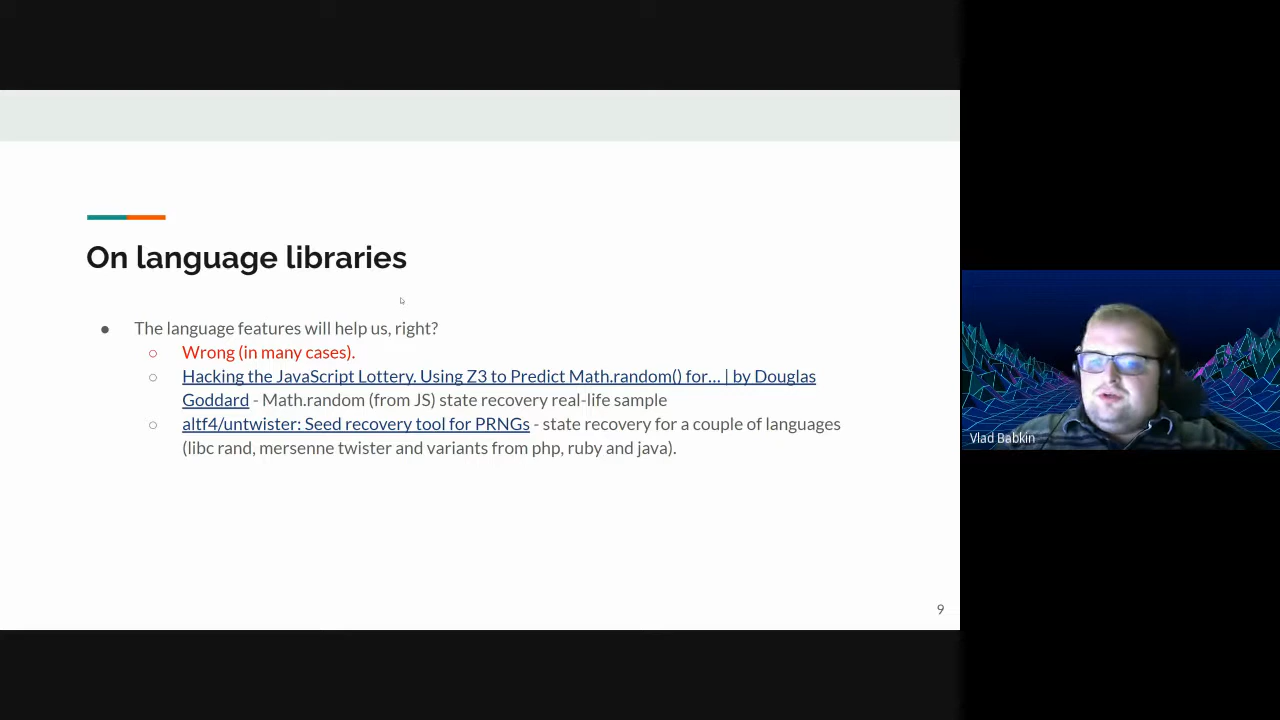 On language libraries
● The language features will help us, right?
○ Wrong (in many cases).
○ Hacking the JavaScript Lottery. Using Z3 to Predict Math.random() for... | by Douglas
Goddard - Math.random (from JS) state recovery real-life sample
○ altf4/untwister: Seed recovery tool for PRNGs - state recovery for a couple of languages
(libc rand, mersenne twister and variants from php, ruby and java).
Vlad Babkin
9